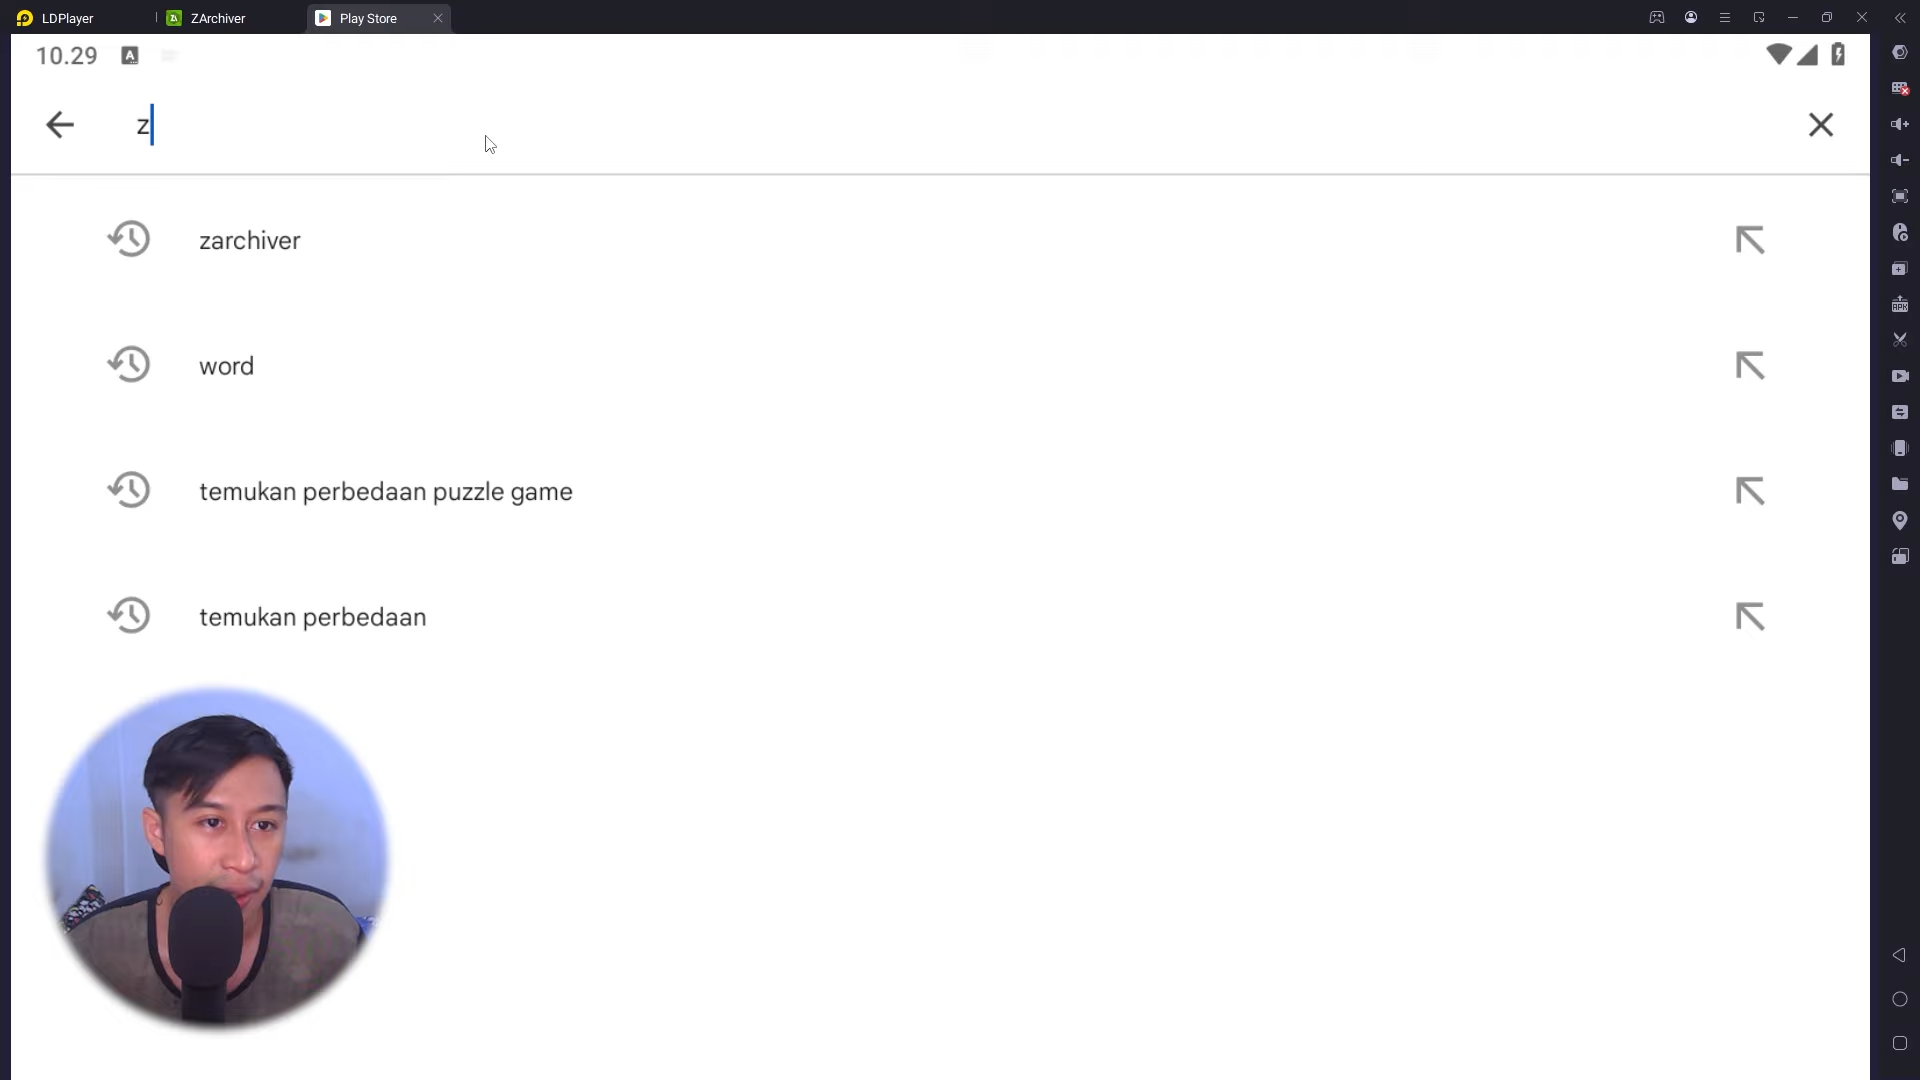 LDPlayer
ZArchiver
Play Store
10.29
A
z
zarchiver
word
temukan perbedaan puzzle game
temukan perbedaan